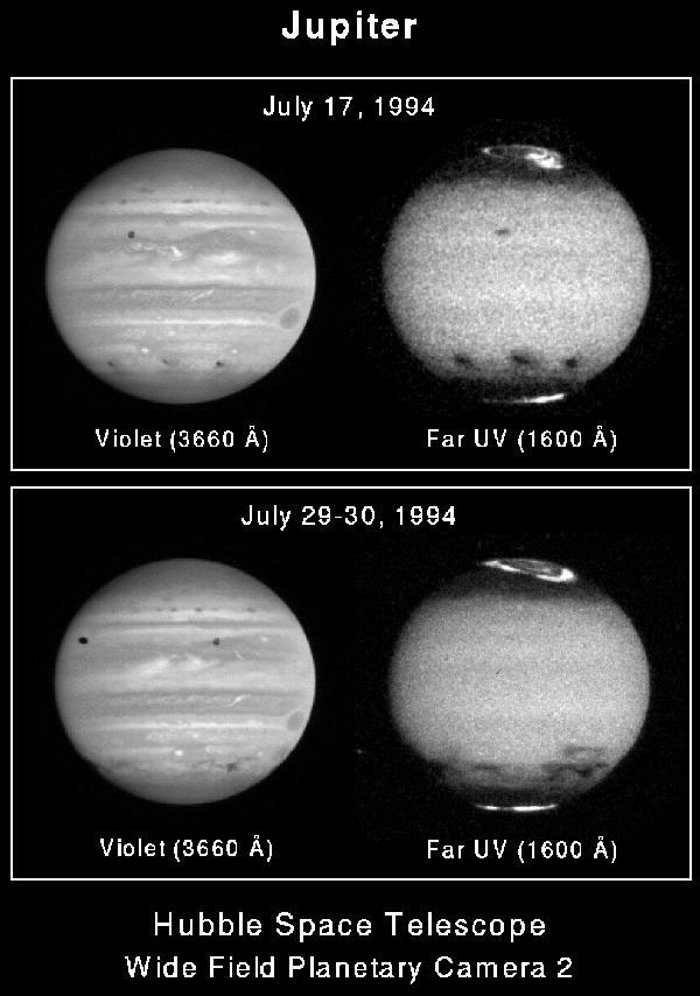 Jupiter
July 17, 1994
Violet (3660 Å)
Far UV (1600 Å)
July 29-30, 1994
Violet (3660 Å)
Far UV (1600 Å)
Hubble Space Telescope
Wide Field Planetary Camera 2